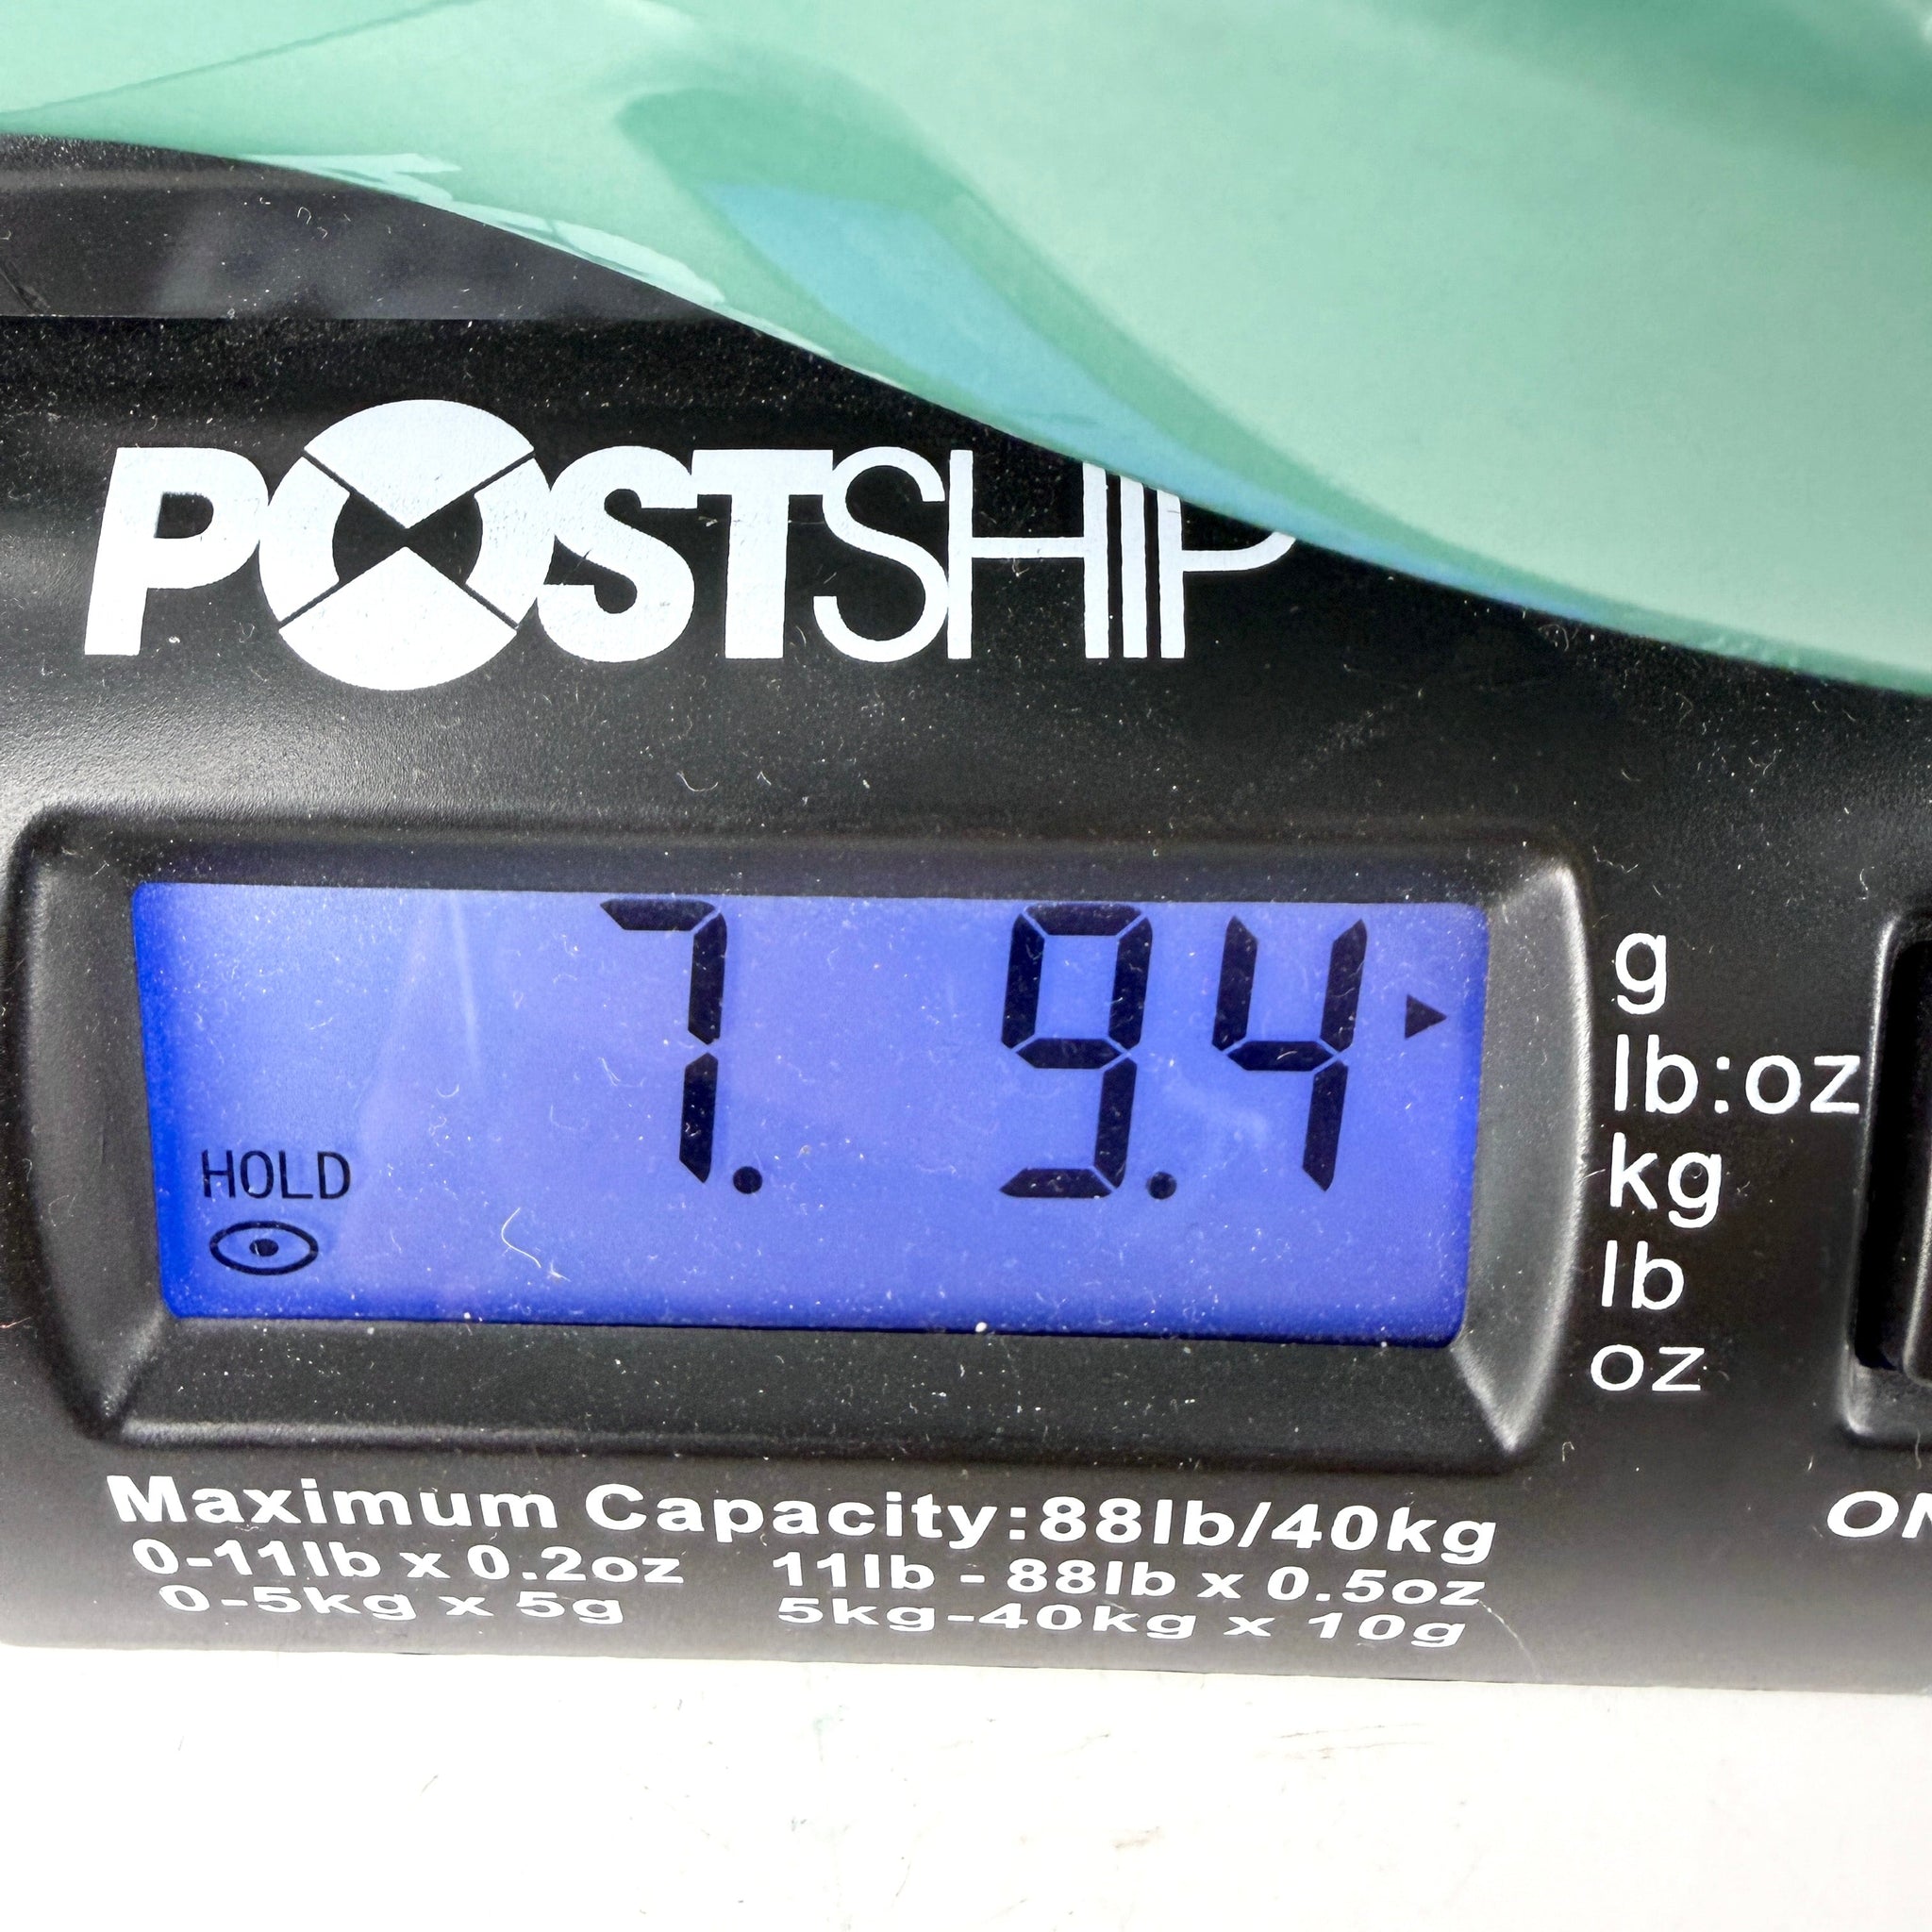 POSTSHIP
7. 9.4
HOLD
g
lb:oz
kg
lb
oz
Maximum Capacity:88lb/40kg
0-11lb x 0.2oz 11lb - 88lb x 0.5oz
0-5kg x 5g 5kg-40kg x 10g